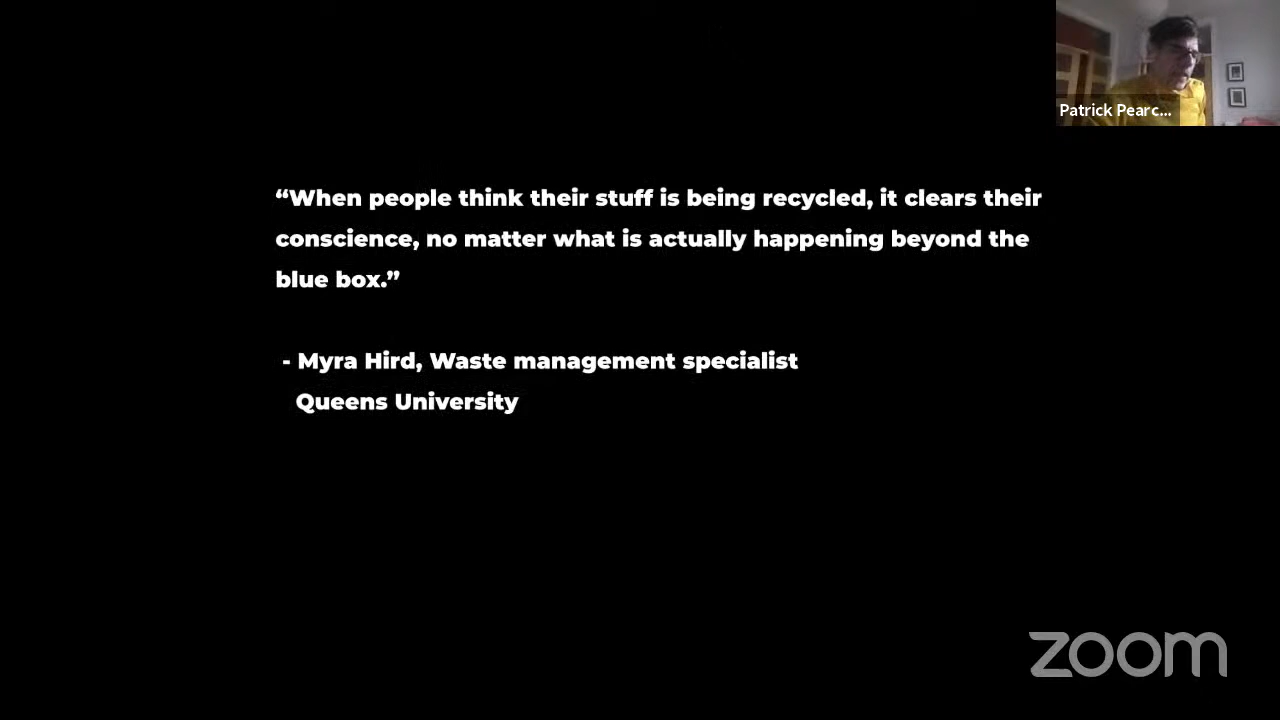 Patrick Pearc...
“When people think their stuff is being recycled, it clears their
conscience, no matter what is actually happening beyond the
blue box.”
- Myra Hird, Waste management specialist
Queens University
zoom